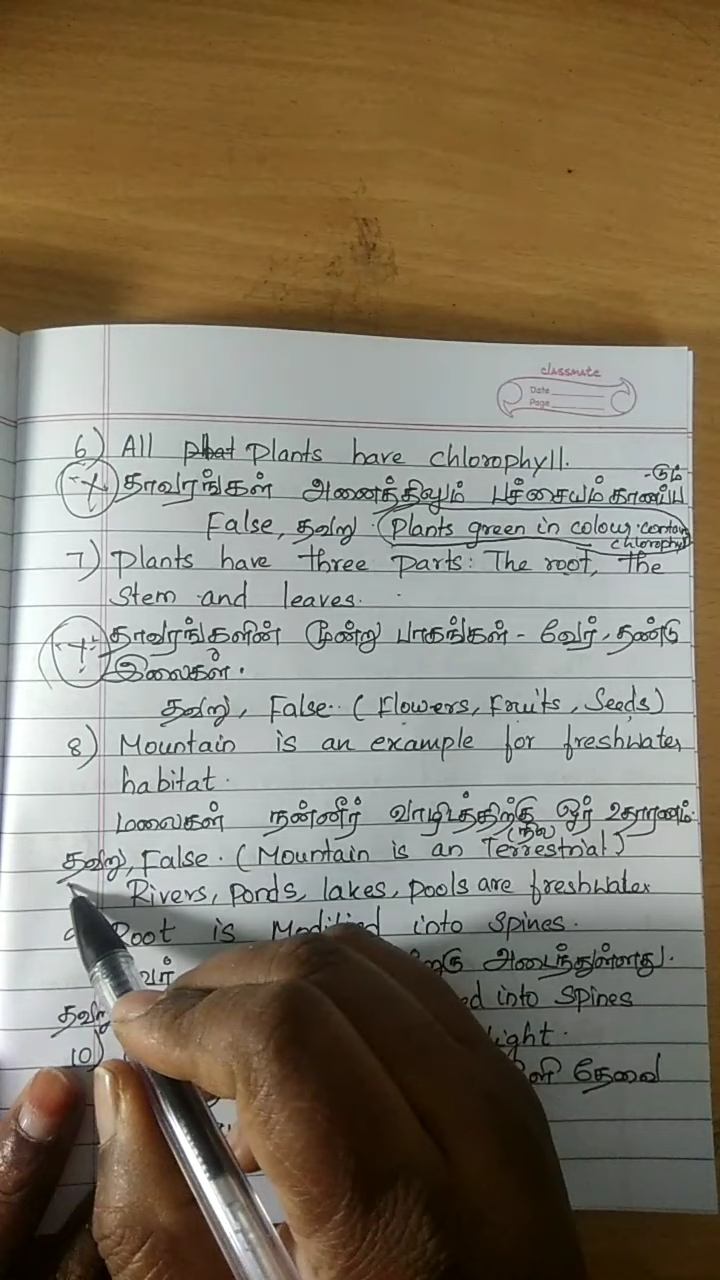 classmate
Date
Page
6) All plants have chlorophyll.
தாவரங்கள் அனைத்திலும் பச்சையம் காணப்படும்
False, தவறு. (Plants green in colour contain chlorophyll
7) Plants have three parts: The root, the
stem and leaves.
தாவரங்களின் மூன்று பாகங்கள் - வேர், தண்டு
இலைகள்.
தவறு, False. (Flowers, Fruits, Seeds)
8) Mountain is an example for freshwater
habitat.
மலைகள் நன்னீர் வாழிடத்திற்கு ஓர் உதாரணம்.
(நில
தவறு, False. (Mountain is an Terrestrial)
Rivers, Ponds, lakes, pools are freshwater
Root is Modified into Spines.
அடைந்துள்ளது.
into Spines
10)
தேவை